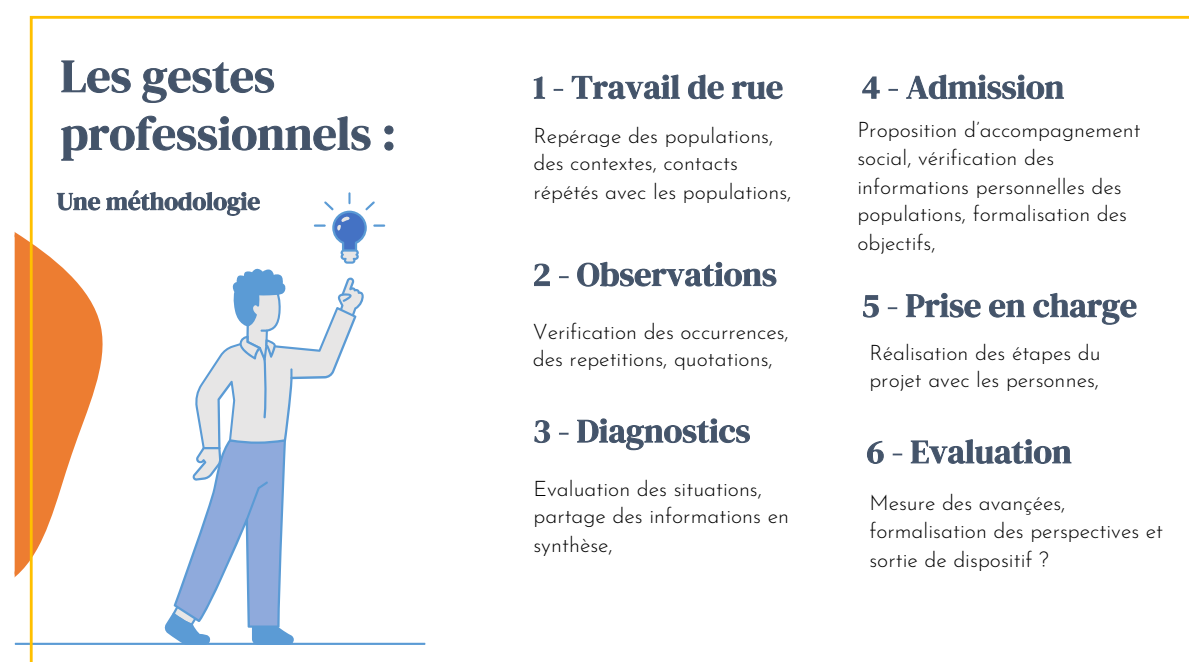 Les gestes
professionnels :
Une méthodologie
1 - Travail de rue
Repérage des populations,
des contextes, contacts
répétés avec les populations,
2 - Observations
Verification des occurrences,
des repetitions, quotations,
3 - Diagnostics
Evaluation des situations,
partage des informations en
synthèse,
4 - Admission
Proposition d'accompagnement
social, vérification des
informations personnelles des
populations, formalisation des
objectifs,
5 - Prise en charge
Réalisation des étapes du
projet avec les personnes,
6 - Evaluation
Mesure des avançées,
formalisation des perspectives et
sortie de dispositif ?